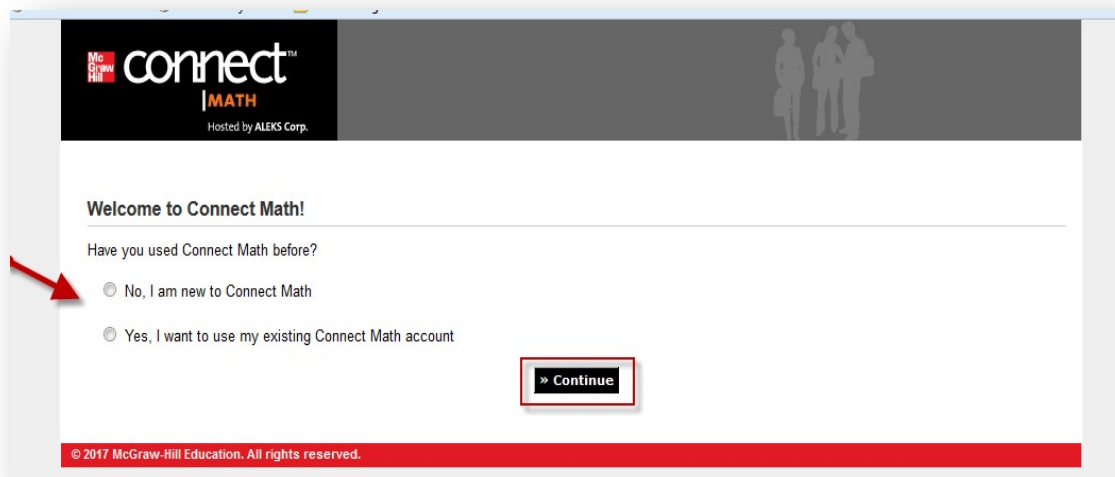 Mc
Graw
Hill
connect™
MATH
Hosted by ALEKS Corp.
Welcome to Connect Math!
Have you used Connect Math before?
No, I am new to Connect Math
Yes, I want to use my existing Connect Math account
» Continue
© 2017 McGraw-Hill Education. All rights reserved.